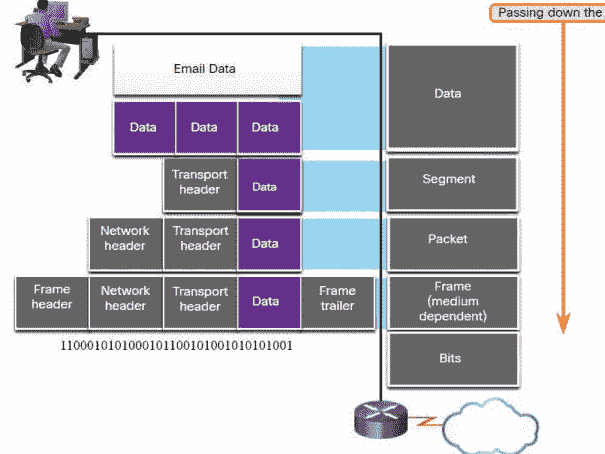 Passing down the
Email Data
Data
Data
Data
Data
Transport
header
Data
Segment
Network
header
Transport
header
Data
Packet
Frame
header
Network
header
Transport
header
Data
Frame
trailer
Frame
(medium
dependent)
1100010101000101100101001010101001
Bits